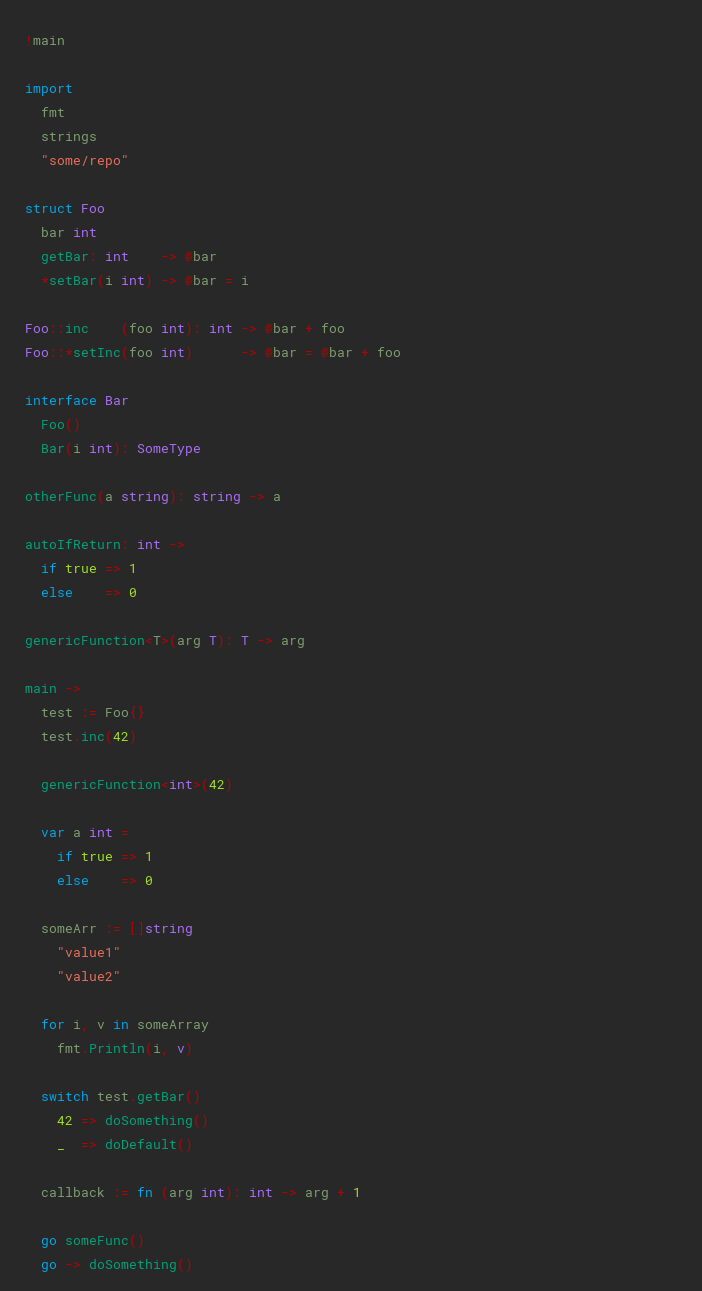 !main

import
  fmt
  strings
  "some/repo"

struct Foo
  bar int
  getBar: int    -> @bar
  *setBar(i int) -> @bar = i

Foo::inc    (foo int): int -> @bar + foo
Foo::*setInc(foo int)      -> @bar = @bar + foo

interface Bar
  Foo()
  Bar(i int): SomeType

otherFunc(a string): string -> a

autoIfReturn: int ->
  if true => 1
  else    => 0

genericFunction<T>(arg T): T -> arg

main ->
  test := Foo{}
  test.inc(42)

  genericFunction<int>(42)

  var a int =
    if true => 1
    else    => 0

  someArr := []string
    "value1"
    "value2"

  for i, v in someArray
    fmt.Println(i, v)

  switch test.getBar()
    42 => doSomething()
    _  => doDefault()

  callback := fn (arg int): int -> arg + 1

  go someFunc()
  go -> doSomething()